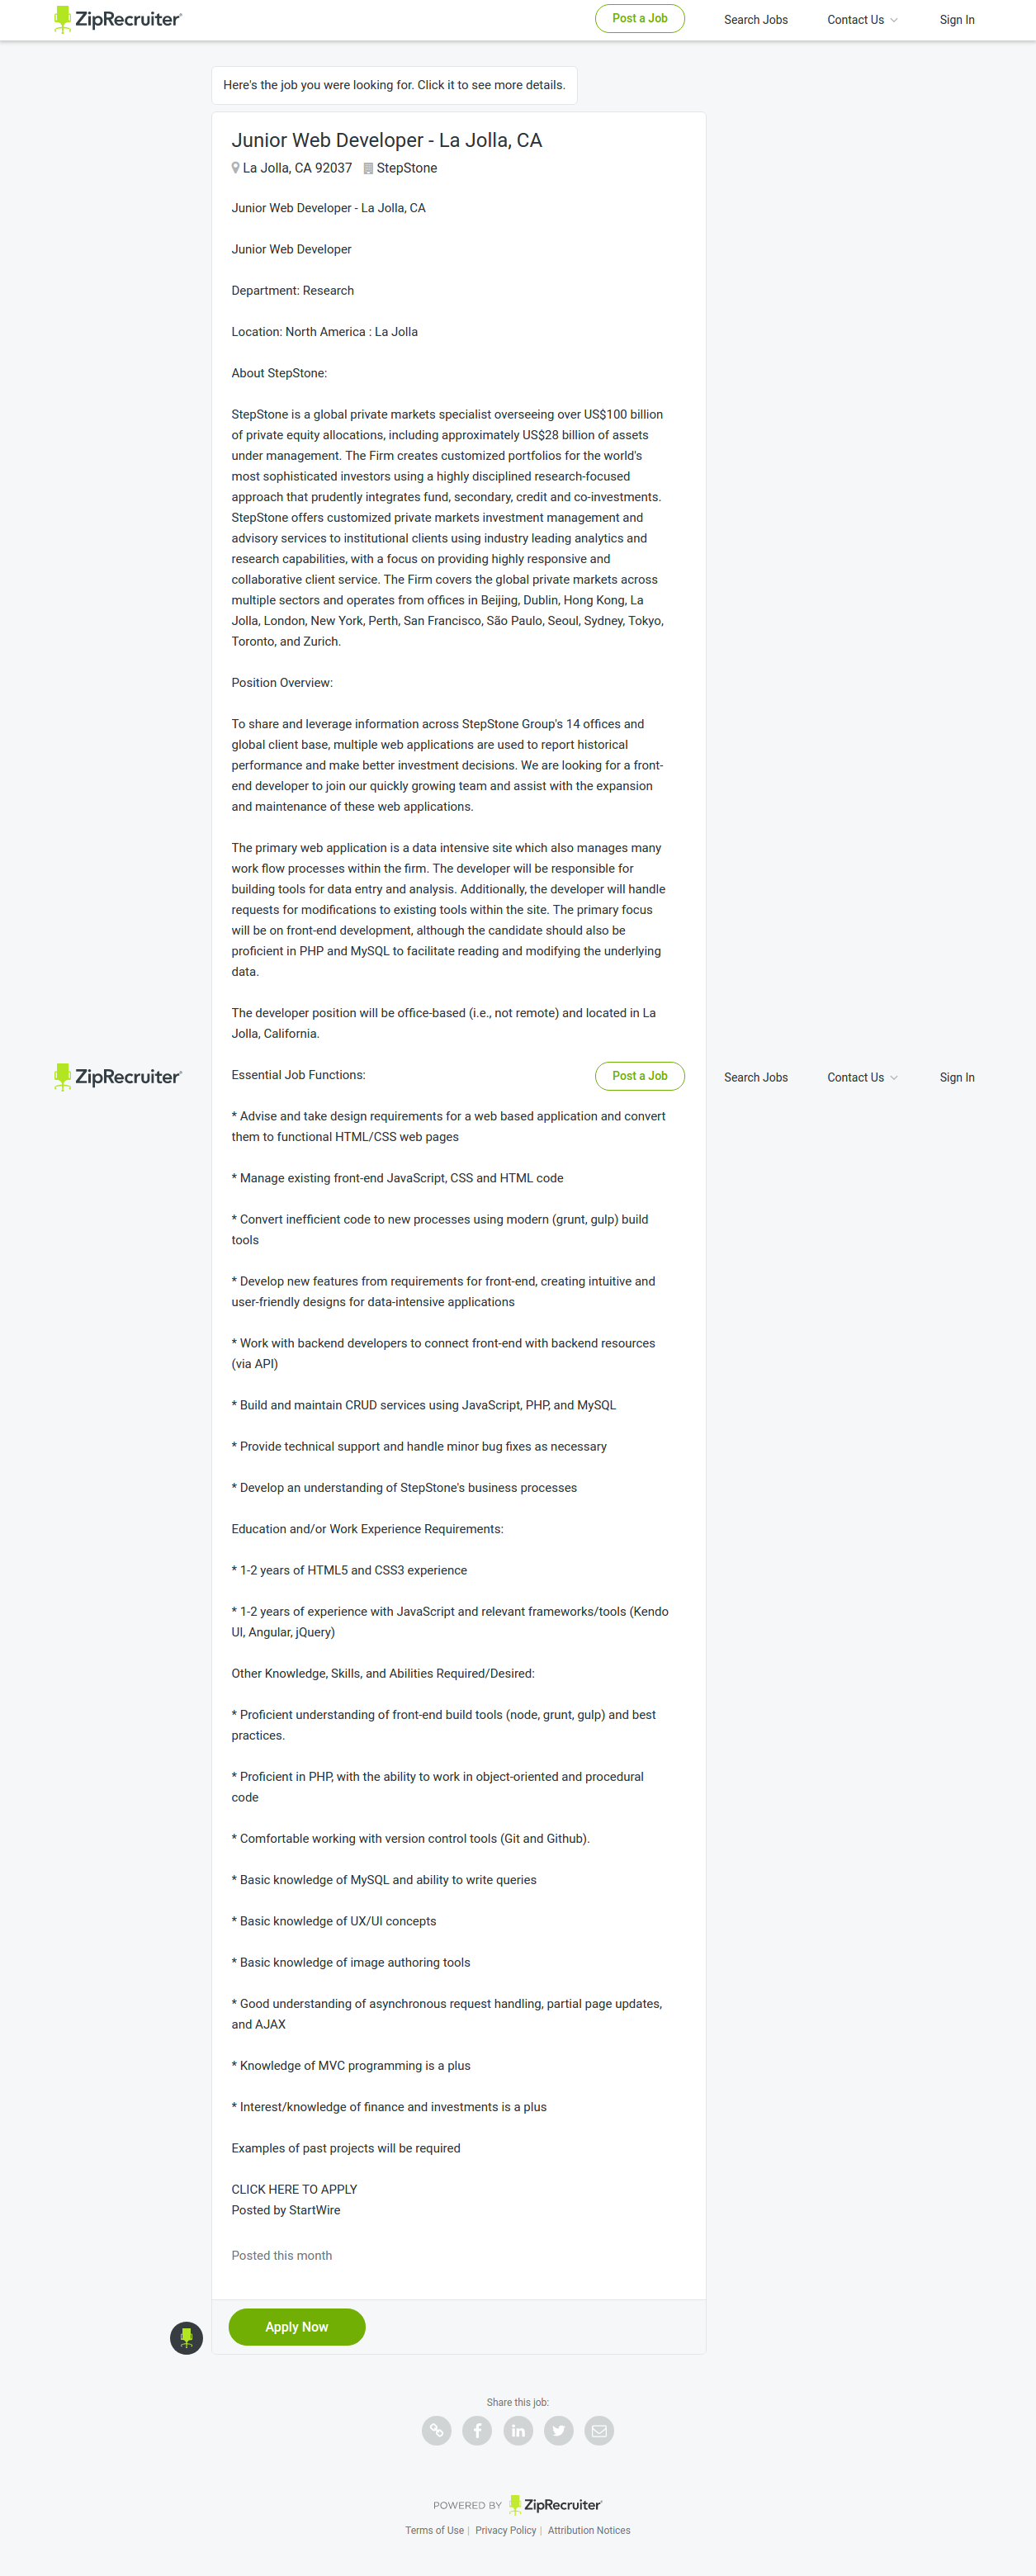 ZipRecruiter
Post a Job
Search Jobs
Contact Us
Sign In
Here's the job you were looking for. Click it to see more details.
Junior Web Developer - La Jolla, CA
La Jolla, CA 92037 StepStone
Junior Web Developer - La Jolla, CA
Junior Web Developer
Department: Research
Location: North America : La Jolla
About StepStone:
StepStone is a global private markets specialist overseeing over US$100 billion
of private equity allocations, including approximately US$28 billion of assets
under management. The Firm creates customized portfolios for the world's
most sophisticated investors using a highly disciplined research-focused
approach that prudently integrates fund, secondary, credit and co-investments.
StepStone offers customized private markets investment management and
advisory services to institutional clients using industry leading analytics and
research capabilities, with a focus on providing highly responsive and
collaborative client service. The Firm covers the global private markets across
multiple sectors and operates from offices in Beijing, Dublin, Hong Kong, La
Jolla, London, New York, Perth, San Francisco, São Paulo, Seoul, Sydney, Tokyo,
Toronto, and Zurich.
Position Overview:
To share and leverage information across StepStone Group's 14 offices and
global client base, multiple web applications are used to report historical
performance and make better investment decisions. We are looking for a front-
end developer to join our quickly growing team and assist with the expansion
and maintenance of these web applications.
The primary web application is a data intensive site which also manages many
work flow processes within the firm. The developer will be responsible for
building tools for data entry and analysis. Additionally, the developer will handle
requests for modifications to existing tools within the site. The primary focus
will be on front-end development, although the candidate should also be
proficient in PHP and MySQL to facilitate reading and modifying the underlying
data.
The developer position will be office-based (i.e., not remote) and located in La
Jolla, California.
ZipRecruiter
Essential Job Functions:
Post a Job
Search Jobs
Contact Us
Sign In
* Advise and take design requirements for a web based application and convert
them to functional HTML/CSS web pages
* Manage existing front-end JavaScript, CSS and HTML code
* Convert inefficient code to new processes using modern (grunt, gulp) build
tools
* Develop new features from requirements for front-end, creating intuitive and
user-friendly designs for data-intensive applications
* Work with backend developers to connect front-end with backend resources
(via API)
* Build and maintain CRUD services using JavaScript, PHP, and MySQL
* Provide technical support and handle minor bug fixes as necessary
* Develop an understanding of StepStone's business processes
Education and/or Work Experience Requirements:
* 1-2 years of HTML5 and CSS3 experience
* 1-2 years of experience with JavaScript and relevant frameworks/tools (Kendo
UI, Angular, jQuery)
Other Knowledge, Skills, and Abilities Required/Desired:
* Proficient understanding of front-end build tools (node, grunt, gulp) and best
practices.
* Proficient in PHP, with the ability to work in object-oriented and procedural
code
* Comfortable working with version control tools (Git and Github).
* Basic knowledge of MySQL and ability to write queries
* Basic knowledge of UX/UI concepts
* Basic knowledge of image authoring tools
* Good understanding of asynchronous request handling, partial page updates,
and AJAX
* Knowledge of MVC programming is a plus
* Interest/knowledge of finance and investments is a plus
Examples of past projects will be required
CLICK HERE TO APPLY
Posted by StartWire
Posted this month
Apply Now
Share this job:
POWERED BY ZipRecruiter
Terms of Use | Privacy Policy | Attribution Notices